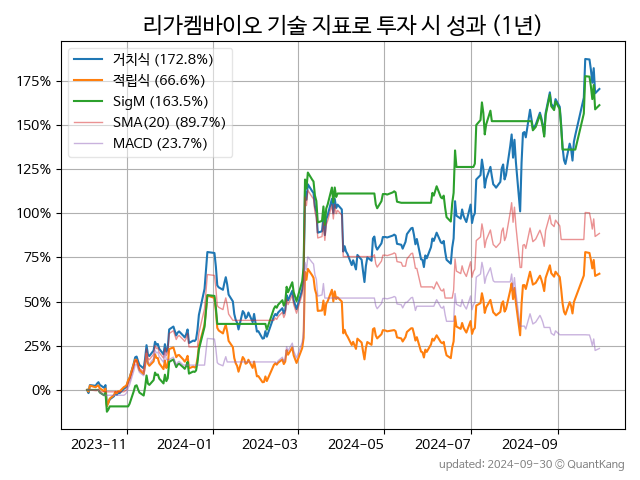 리가켐바이오 기술 지표로 투자 시 성과 (1년)
거치식 (172.8%)
적립식 (66.6%)
SigM (163.5%)
SMA(20) (89.7%)
MACD (23.7%)
175%
150%
125%
100%
75%
50%
25%
0%
2023-11 2024-01 2024-03 2024-05 2024-07 2024-09
updated: 2024-09-30 © QuantKang